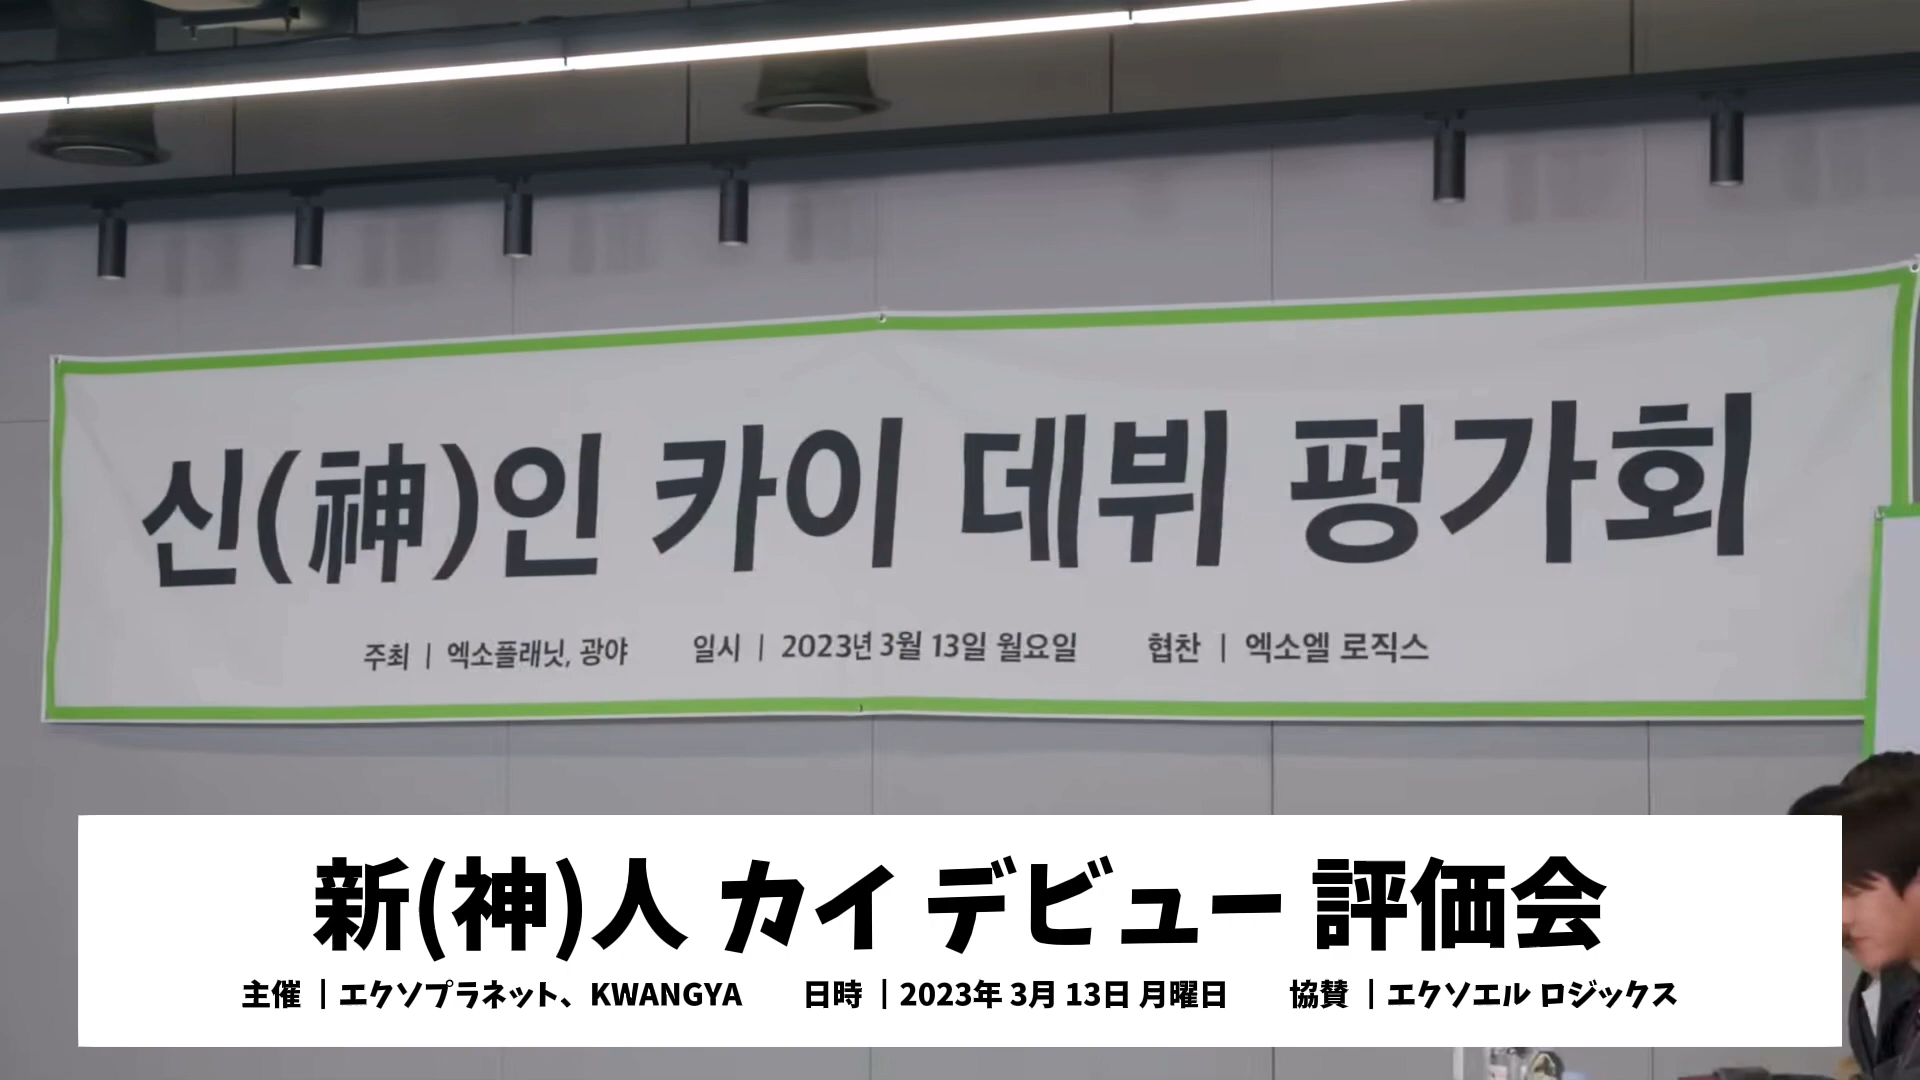 신(神)인 카이 데뷔 평가회
주최 | 엑소플래닛, 광야 일시 | 2023년 3월 13일 월요일 협찬 | 엑소엘 로직스
新(神)人 カイ デビュー 評価会
主催 | エクソプラネット、KWANGYA 日時 | 2023年 3月 13日 月曜日 協賛 | エクソエル ロジックス